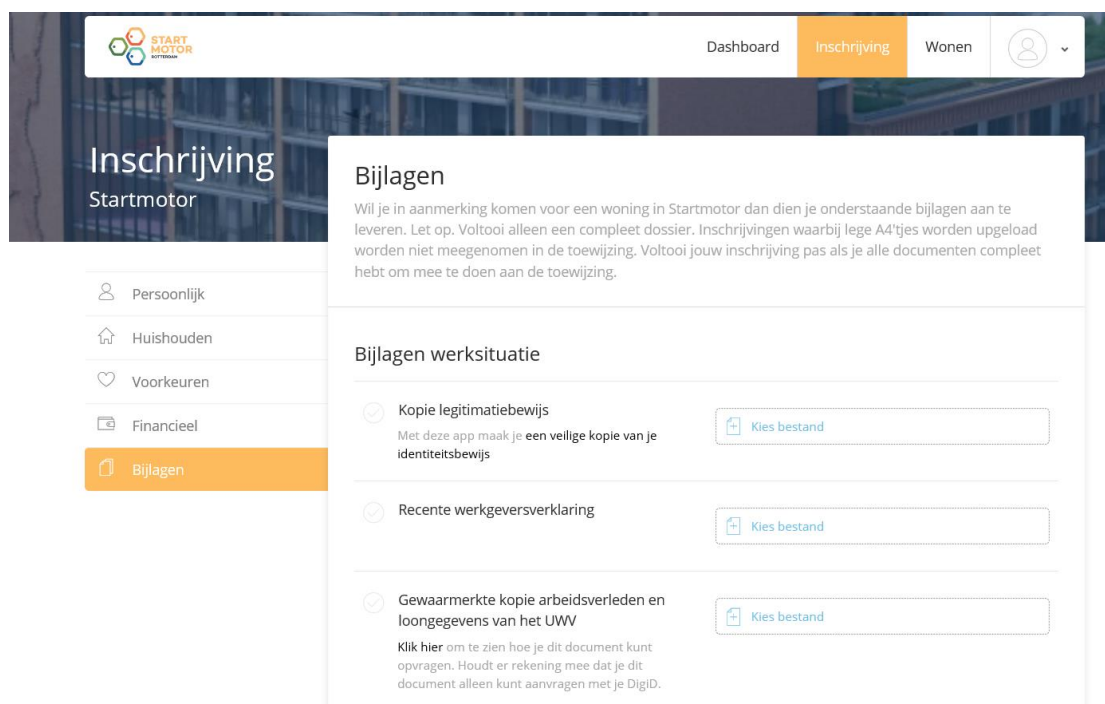 START
MOTOR
ROTTERDAM
Dashboard
Inschrijving
Wonen
Inschrijving
Startmotor
Persoonlijk
Huishouden
Voorkeuren
Financieel
Bijlagen
Bijlagen
Wil je in aanmerking komen voor een woning in Startmotor dan dien je onderstaande bijlagen aan te
leveren. Let op. Voltooi alleen een compleet dossier. Inschrijvingen waarbij lege A4'tjes worden upgeload
worden niet meegenomen in de toewijzing. Voltooi jouw inschrijving pas als je alle documenten compleet
hebt om mee te doen aan de toewijzing.
Bijlagen werksituatie
Kopie legitimatiebewijs
Met deze app maak je een veilige kopie van je
identiteitsbewijs
Kies bestand
Recente werkgeversverklaring
Kies bestand
Gewaarmerkte kopie arbeidsverleden en
loongegevens van het UWV
Klik hier om te zien hoe je dit document kunt
opvragen. Houdt er rekening mee dat je dit
document alleen kunt aanvragen met je DigiD.
Kies bestand